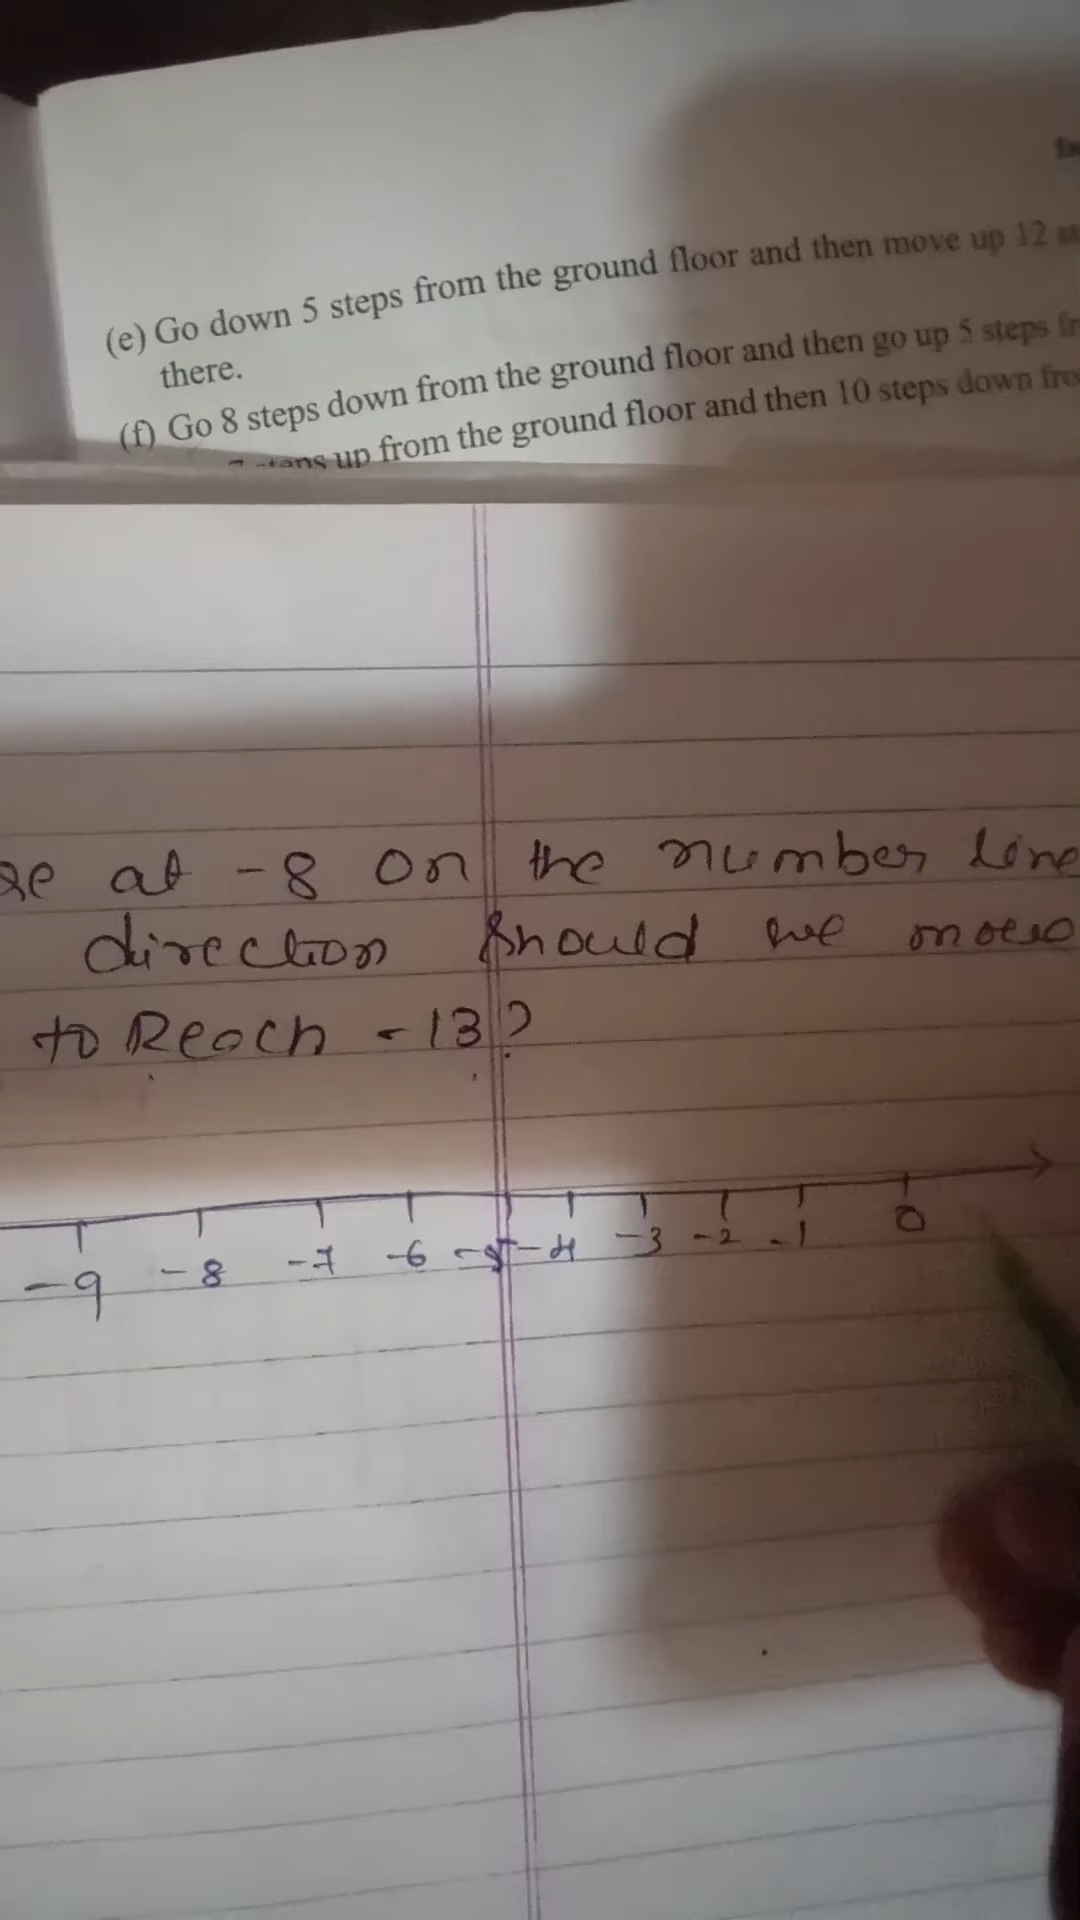 (e) Go down 5 steps from the ground floor and then move up 12
there.
(f) Go 8 steps down from the ground floor and then go up 5 steps
up from the ground floor and then 10 steps down
at -8 on the number line
direction should we move
to Reach -13?
-9 -8 -7 -6 -5 -4 -3 -2 -1 0